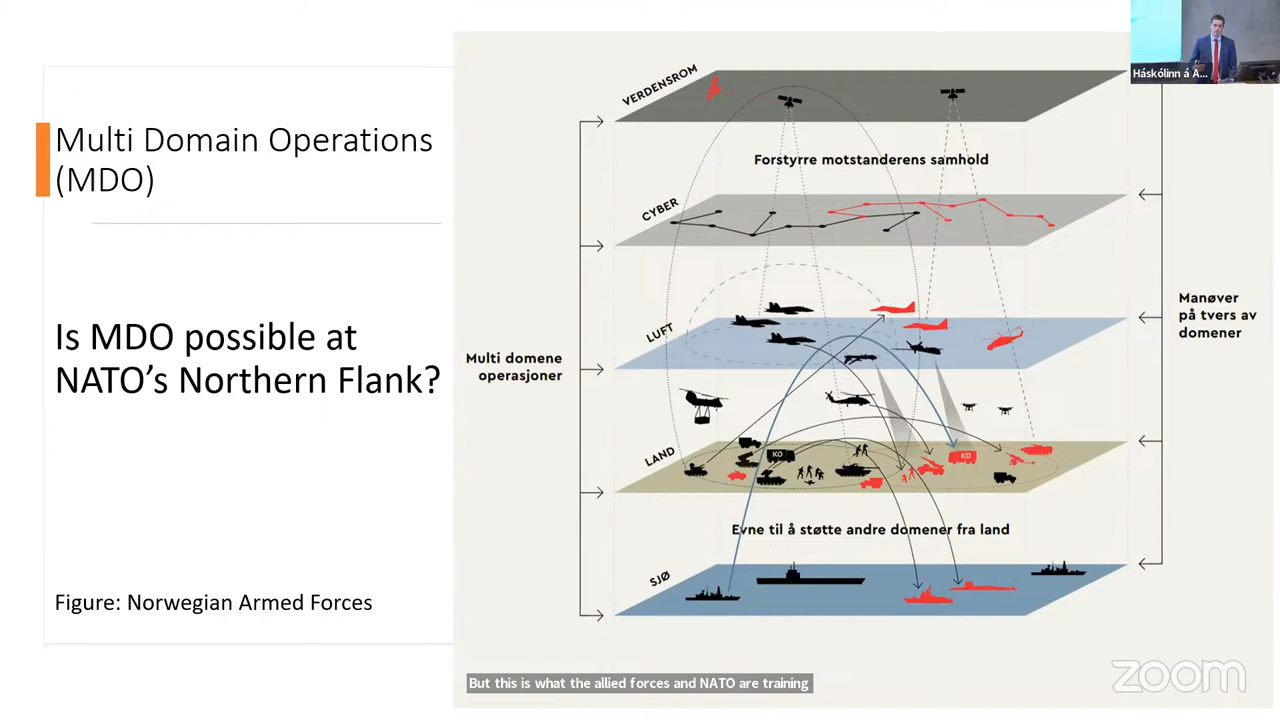 Multi Domain Operations
(MDO)
Is MDO possible at
NATO’s Northern Flank?
Figure: Norwegian Armed Forces
VERDENSROM
Forstyrre motstanderens samhold
CYBER
LUFT
Multi domene
operasjoner
Manøver
på tvers av
domener
LAND
KO
KO
Evne til å støtte andre domener fra land
SJØ
Háskólinn á A...
But this is what the allied forces and NATO are training
zoom